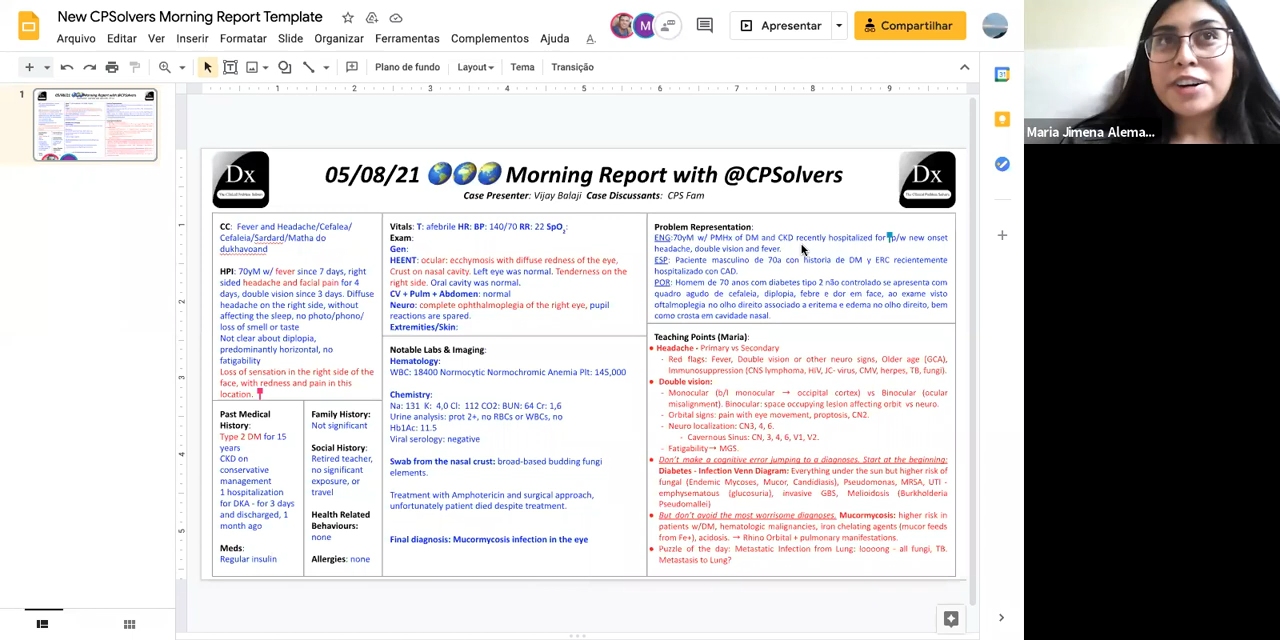 New CPSolvers Morning Report Template
Arquivo Editar Ver Inserir Formatar Slide Organizar Ferramentas Complementos Ajuda A.
M
Apresentar
Compartilhar
Plano de fundo Layout Tema Transição
1 2 3 4 5 6 7 8 9
1
Dx
The Clinical Problem Solvers
05/08/21 Morning Report with @CPSolvers
Case Presenter: Vijay Balaji Case Discussants: CPS Fam
Dx
The Clinical Problem Solvers
CC: Fever and Headache/Cefalea/
Cefaleia/Sardard/Matha do
dukhavoand
HPI: 70yM w/ fever since 7 days, right
sided headache and facial pain for 4
days, double vision since 3 days. Diffuse
headache on the right side, without
affecting the sleep, no photo/phono/
loss of smell or taste
Not clear about diplopia,
predominantly horizontal, no
fatigability
Loss of sensation in the right side of the
face, with redness and pain in this
location.
Past Medical
History:
Type 2 DM for 15
years
CKD on
conservative
management
1 hospitalization
for DKA - for 3 days
and discharged, 1
month ago
Meds:
Regular insulin
Family History:
Not significant
Social History:
Retired teacher,
no significant
exposure, or
travel
Health Related
Behaviours:
none
Allergies: none
Vitals: T: afebrile HR: BP: 140/70 RR: 22 SpO2:
Exam:
Gen:
HEENT: ocular: ecchymosis with diffuse redness of the eye,
Crust on nasal cavity. Left eye was normal. Tenderness on the
right side. Oral cavity was normal.
CV + Pulm + Abdomen: normal
Neuro: complete ophthalmoplegia of the right eye, pupil
reactions are spared.
Extremities/Skin:
Notable Labs & Imaging:
Hematology:
WBC: 18400 Normocytic Normochromic Anemia Plt: 145,000
Chemistry:
Na: 131 K: 4,0 Cl: 112 CO2: BUN: 64 Cr: 1,6
Urine analysis: prot 2+, no RBCs or WBCs, no
Hb1Ac: 11.5
Viral serology: negative
Swab from the nasal crust: broad-based budding fungi
elements.
Treatment with Amphotericin and surgical approach,
unfortunately patient died despite treatment.
Final diagnosis: Mucormycosis infection in the eye
Problem Representation:
ENG:70yM w/ PMHx of DM and CKD recently hospitalized for p/w new onset
headache, double vision and fever.
ESP: Paciente masculino de 70a con historia de DM y ERC recientemente
hospitalizado con CAD.
POR: Homem de 70 anos com diabetes tipo 2 não controlado se apresenta com
quadro agudo de cefaleia, diplopia, febre e dor em face, ao exame visto
oftalmoplegia no olho direito associado a eritema e edema no olho direito, bem
como crosta em cavidade nasal.
Teaching Points (Maria):
● Headache - Primary vs Secondary
- Red flags: Fever, Double vision or other neuro signs, Older age (GCA),
Immunosuppression (CNS lymphoma, HIV, JC- virus, CMV, herpes, TB, fungi).
● Double vision:
- Monocular (b/l monocular → occipital cortex) vs Binocular (ocular
misalignment). Binocular: space occupying lesion affecting orbit vs neuro.
- Orbital signs: pain with eye movement, proptosis, CN2.
- Neuro localization: CN3, 4, 6.
- Cavernous Sinus: CN, 3, 4, 6, V1, V2.
- Fatigability→ MGS.
● Don't make a cognitive error jumping to a diagnoses. Start at the beginning:
Diabetes - Infection Venn Diagram: Everything under the sun but higher risk of
fungal (Endemic Mycoses, Mucor, Candidiasis), Pseudomonas, MRSA, UTI -
emphysematous (glucosuria), invasive GBS, Melioidosis (Burkholderia
Pseudomallei)
● But don't avoid the most worrisome diagnoses. Mucormycosis: higher risk in
patients w/DM, hematologic malignancies, Iron chelating agents (mucor feeds
from Fe+), acidosis. → Rhino Orbital + pulmonary manifestations.
● Puzzle of the day: Metastatic Infection from Lung: loooong - all fungi, TB.
Metastasis to Lung?
31
Maria Jimena Alema...